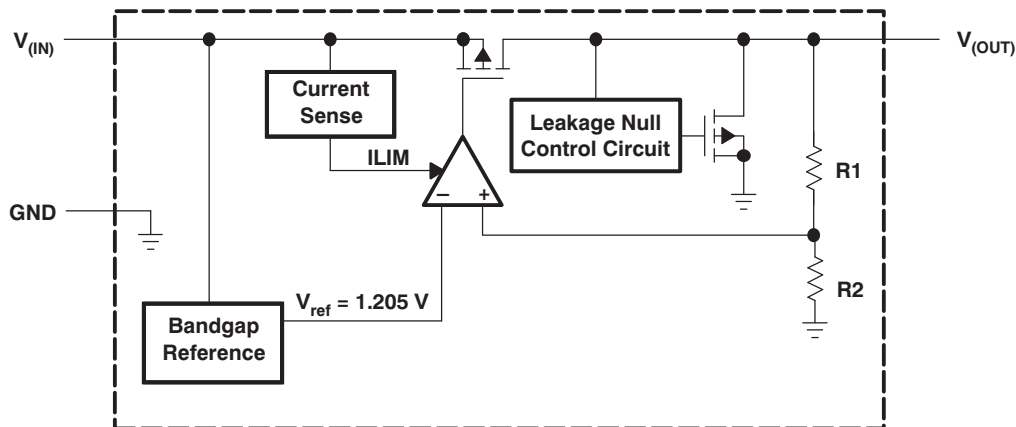 V(IN)
V(OUT)
Current
Sense
Leakage Null
Control Circuit
ILIM
R1
− +
GND
R2
Vref = 1.205 V
Bandgap
Reference